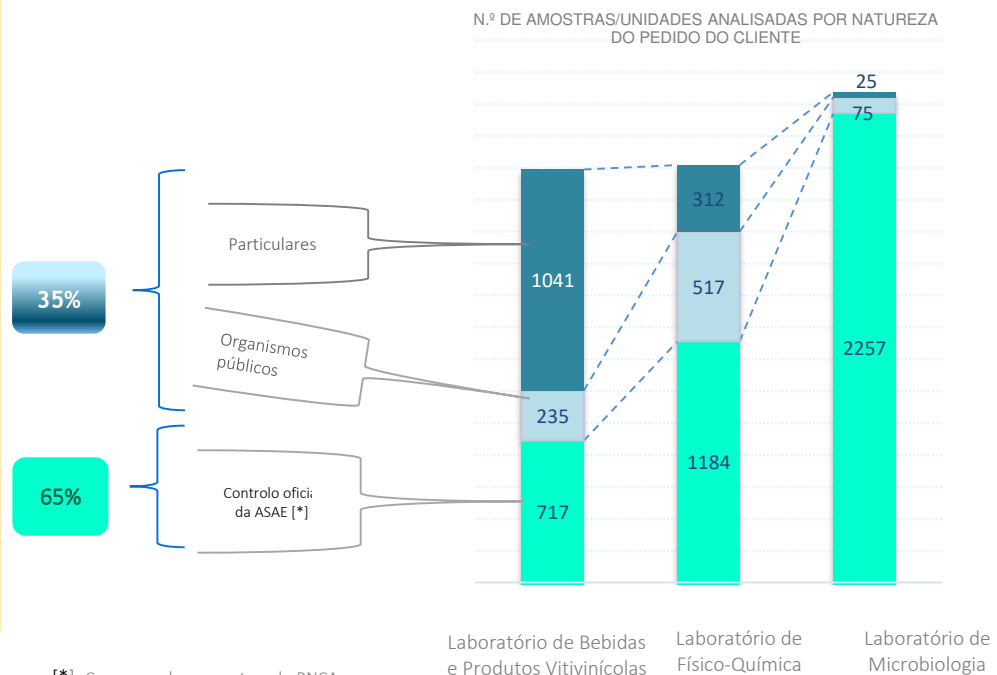 N.º DE AMOSTRAS/UNIDADES ANALISADAS POR NATUREZA
DO PEDIDO DO CLIENTE
25
75
312
Particulares
1041
517
35%
2257
Organismos
públicos
235
1184
65%
Controlo oficia
da ASAE [*]
717
Laboratório de Bebidas
e Produtos Vitivinícolas
Laboratório de
Físico-Química
Laboratório de
Microbiologia
[*]